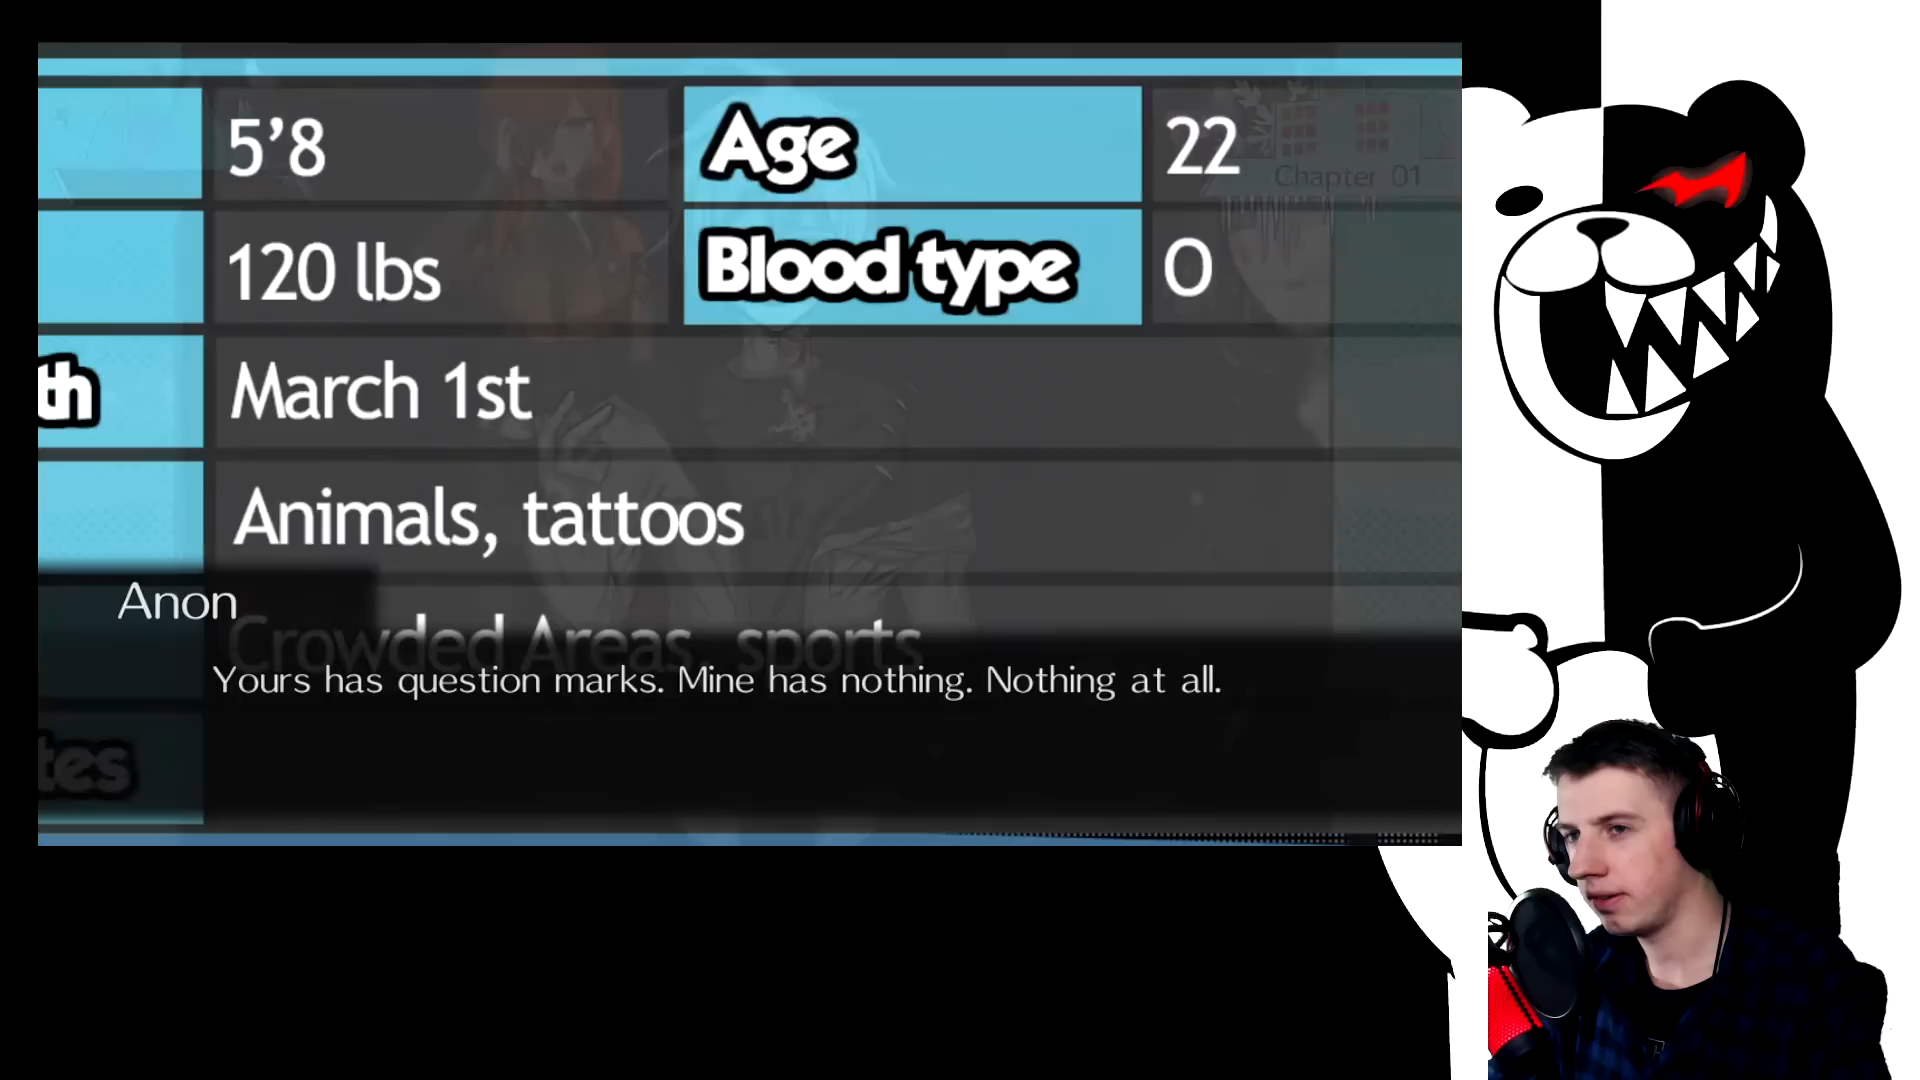 5’8 Age 22
Chapter 01
120 lbs Blood type O
th March 1st
Animals, tattoos
Anon
Crowded Areas, sports
Yours has question marks. Mine has nothing. Nothing at all.
tes